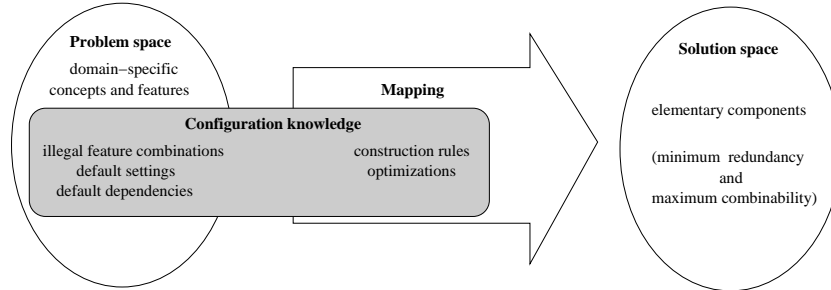 Problem space
domain−specific
concepts and features
Mapping
Configuration knowledge
illegal feature combinations
default settings
default dependencies
construction rules
optimizations
Solution space
elementary components
(minimum redundancy
and
maximum combinability)